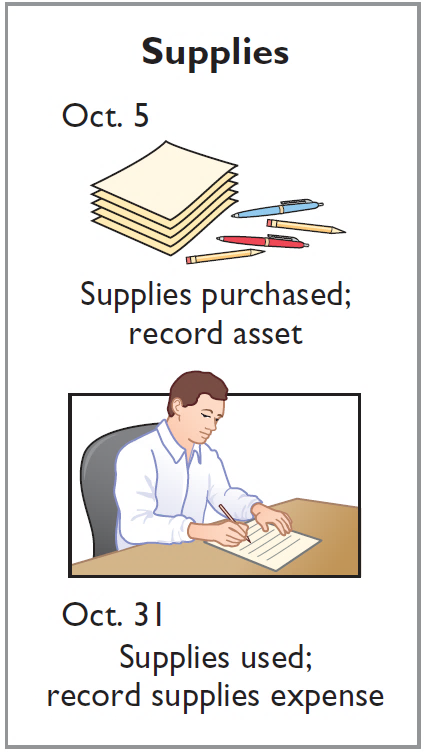 Supplies
Oct. 5
Supplies purchased;
record asset
Oct. 31
Supplies used;
record supplies expense